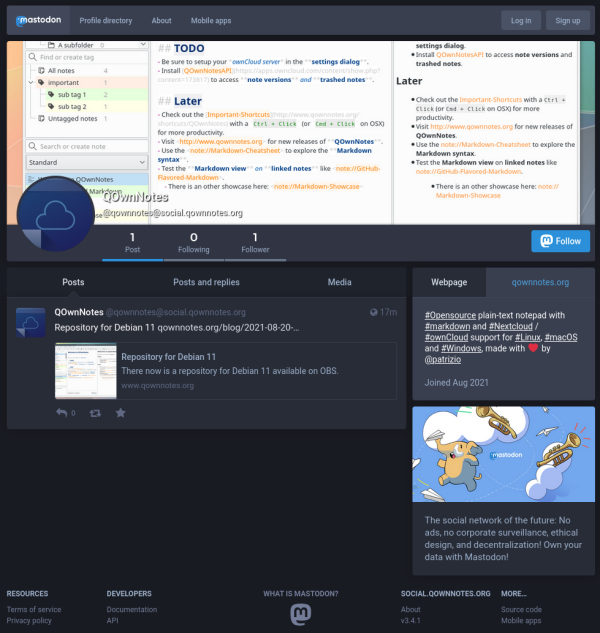 mastodon Profile directory About Mobile apps Log in Sign up
A subfolder 2
Find or create tag
All notes 4
important 1
sub tag 1 2
sub tag 2 1
Untagged notes 1
Search or create note
Standard
## TODO
- Be sure to setup your *ownCloud server* in the **settings dialog**.
- Install [QOwnNotesAPI](https://apps.owncloud.com/content/show.php?
to access **note versions** and **trashed notes**.
## Later
- Check out the [Important-Shortcuts](http://www.qownnotes.org/
with a `Ctrl + Click` (or `Cmd + Click` on OSX)
for more productivity.
- Visit <http://www.qownnotes.org> for new releases of **QOwnNotes**.
- Use the <note://Markdown-Cheatsheet> to explore the **Markdown
syntax**.
- Test the **Markdown view** on **linked notes** like <note://GitHub-
Flavored-Markdown>.
- There is an other showcase here: <note://Markdown-Showcase>
settings dialog.
Install QOwnNotesAPI to access note versions and
trashed notes.
Later
Check out the Important-Shortcuts with a Ctrl +
Click (or Cmd + Click on OSX) for more
productivity.
Visit http://www.qownnotes.org for new releases of
QOwnNotes.
Use the note://Markdown-Cheatsheet to explore the
Markdown syntax.
Test the Markdown view on linked notes like
note://GitHub-Flavored-Markdown.
There is an other showcase here: note://
Markdown-Showcase
QOwnNotes
@qownnotes@social.qownnotes.org
1 0 1
Post Following Follower
Follow
Posts Posts and replies Media
QOwnNotes @qownnotes@social.qownnotes.org 17m
Repository for Debian 11 qownnotes.org/blog/2021-08-20-…
Repository for Debian 11
There now is a repository for Debian 11 available on OBS.
www.qownnotes.org
0
Webpage qownnotes.org
#Opensource plain-text notepad with
#markdown and #Nextcloud /
#ownCloud support for #Linux, #macOS
and #Windows, made with ❤️ by
@patrizio
Joined Aug 2021
mastodon
The social network of the future: No
ads, no corporate surveillance, ethical
design, and decentralization! Own your
data with Mastodon!
RESOURCES DEVELOPERS WHAT IS MASTODON? SOCIAL.QOWNNOTES.ORG MORE…
Terms of service Documentation About Source code
Privacy policy API v3.4.1 Mobile apps